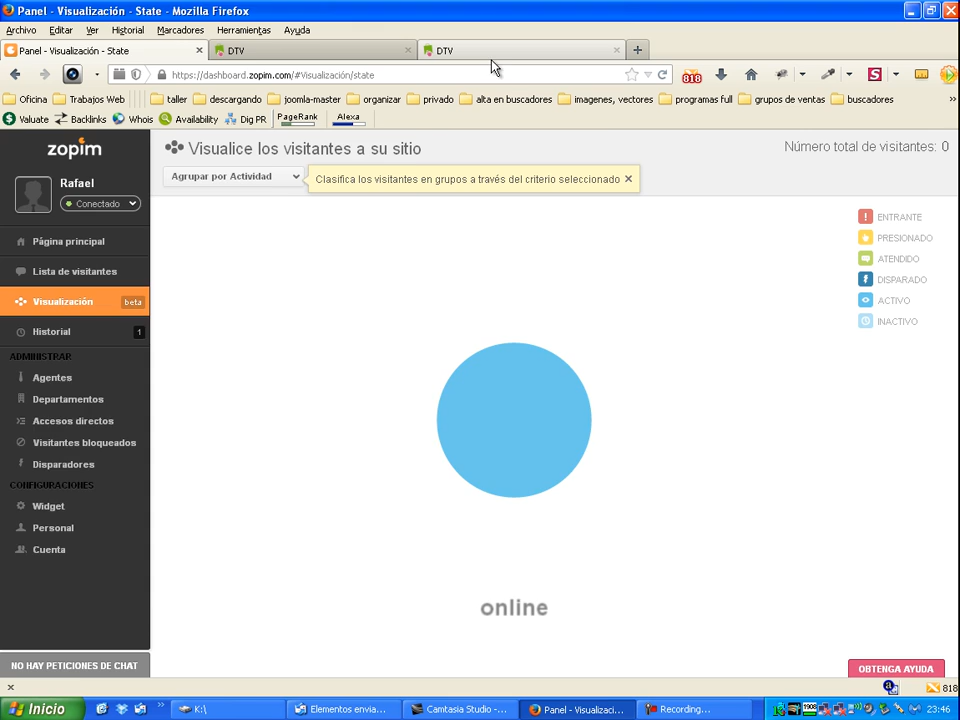 Panel - Visualización - State - Mozilla Firefox
Archivo Editar Ver Historial Marcadores Herramientas Ayuda
Panel - Visualización - State × DTV × DTV × +
https://dashboard.zopim.com/#Visualización/state 818 S
Oficina Trabajos Web taller descargando joomla-master organizar privado alta en buscadores imagenes, vectores programas full grupos de ventas buscadores »
Valuate Backlinks Whois Availability Dig PR PageRank Alexa
zopim
Visualice los visitantes a su sitio
Número total de visitantes: 0
Rafael
Conectado
Agrupar por Actividad
Clasifica los visitantes en grupos a través del criterio seleccionado ×
Página principal
Lista de visitantes
Visualización beta
Historial 1
ADMINISTRAR
Agentes
Departamentos
Accesos directos
Visitantes bloqueados
Disparadores
CONFIGURACIONES
Widget
Personal
Cuenta
ENTRANTE
PRESIONADO
ATENDIDO
DISPARADO
ACTIVO
INACTIVO
online
NO HAY PETICIONES DE CHAT
OBTENGA AYUDA
× 818
Inicio » K:\ Elementos envia... Camtasia Studio -... Panel - Visualizaci... Recording... 23:46